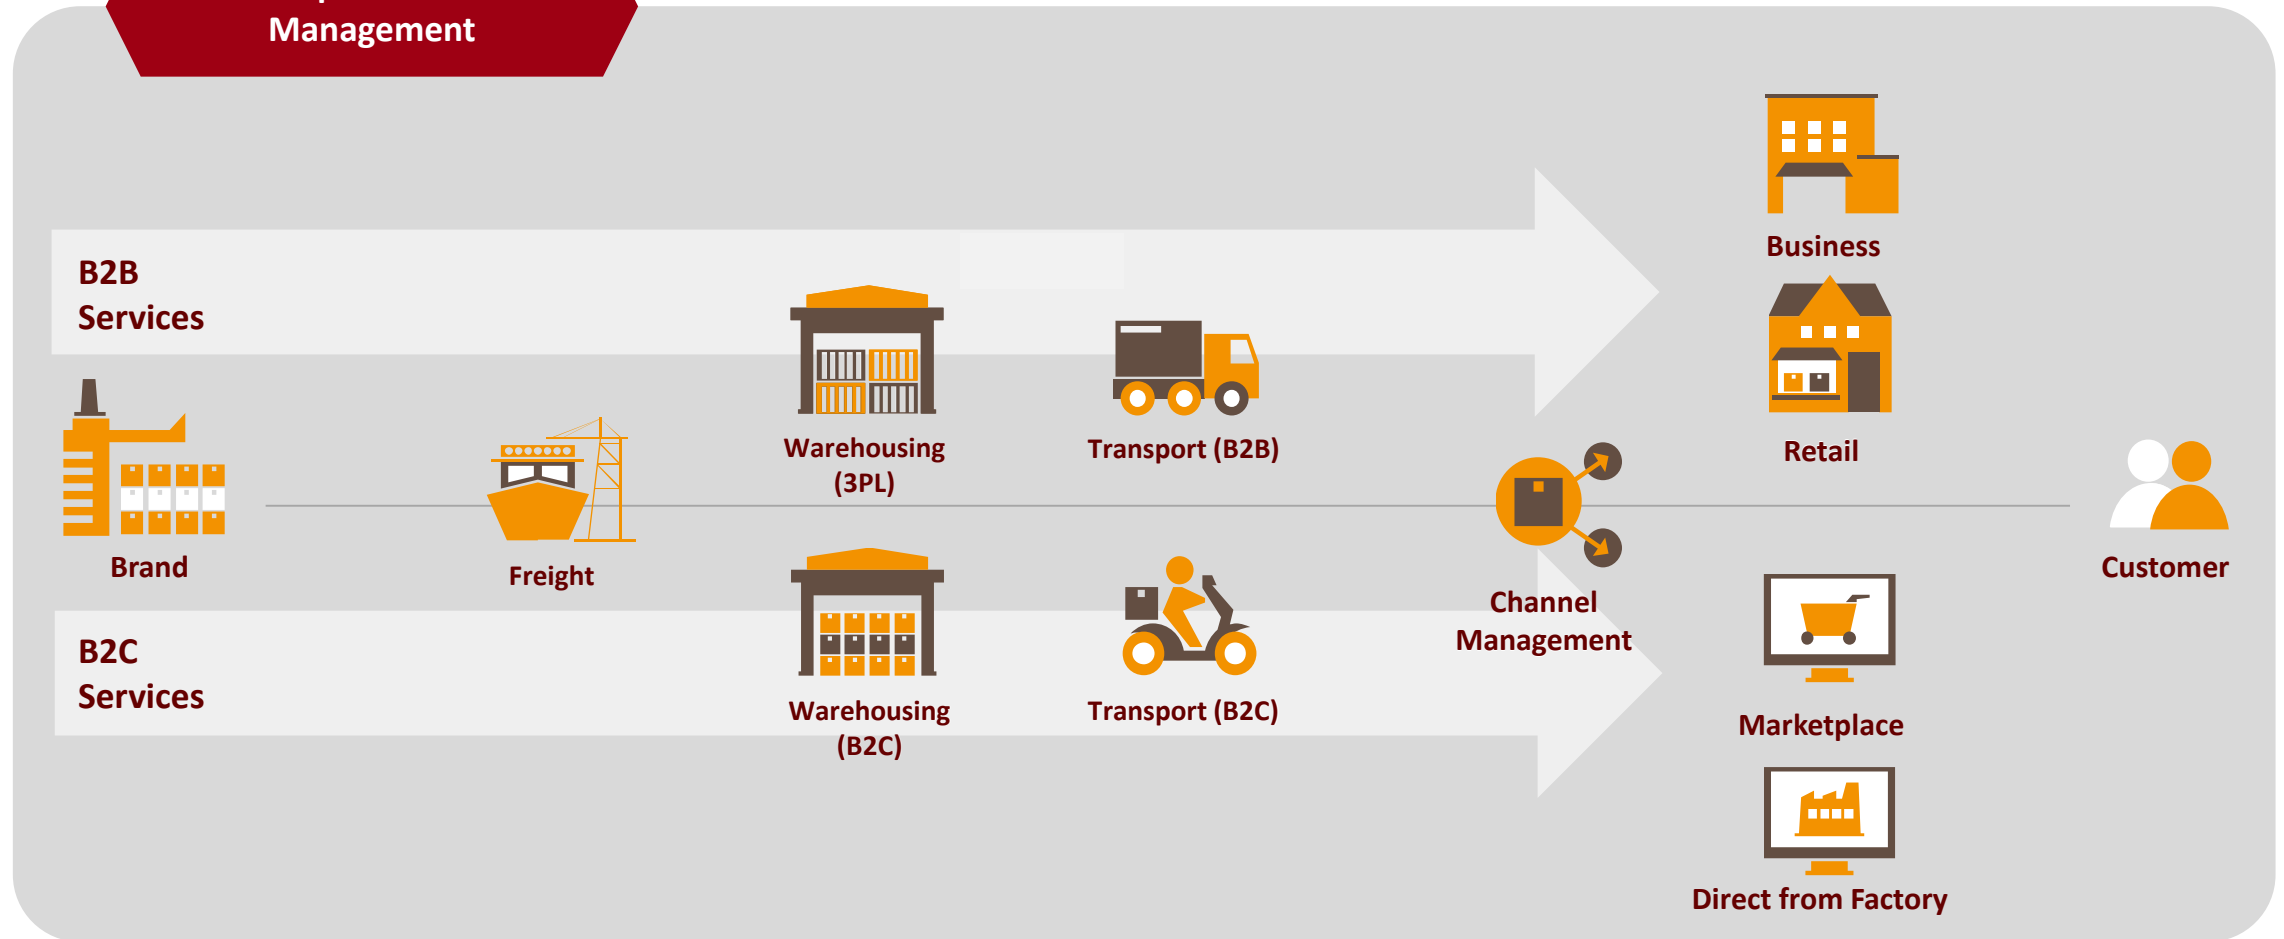 Management
B2B
Services
B2C
Services
Brand
Freight
Warehousing
(3PL)
Transport (B2B)
Warehousing
(B2C)
Transport (B2C)
Channel
Management
Business
Retail
Marketplace
Direct from Factory
Customer